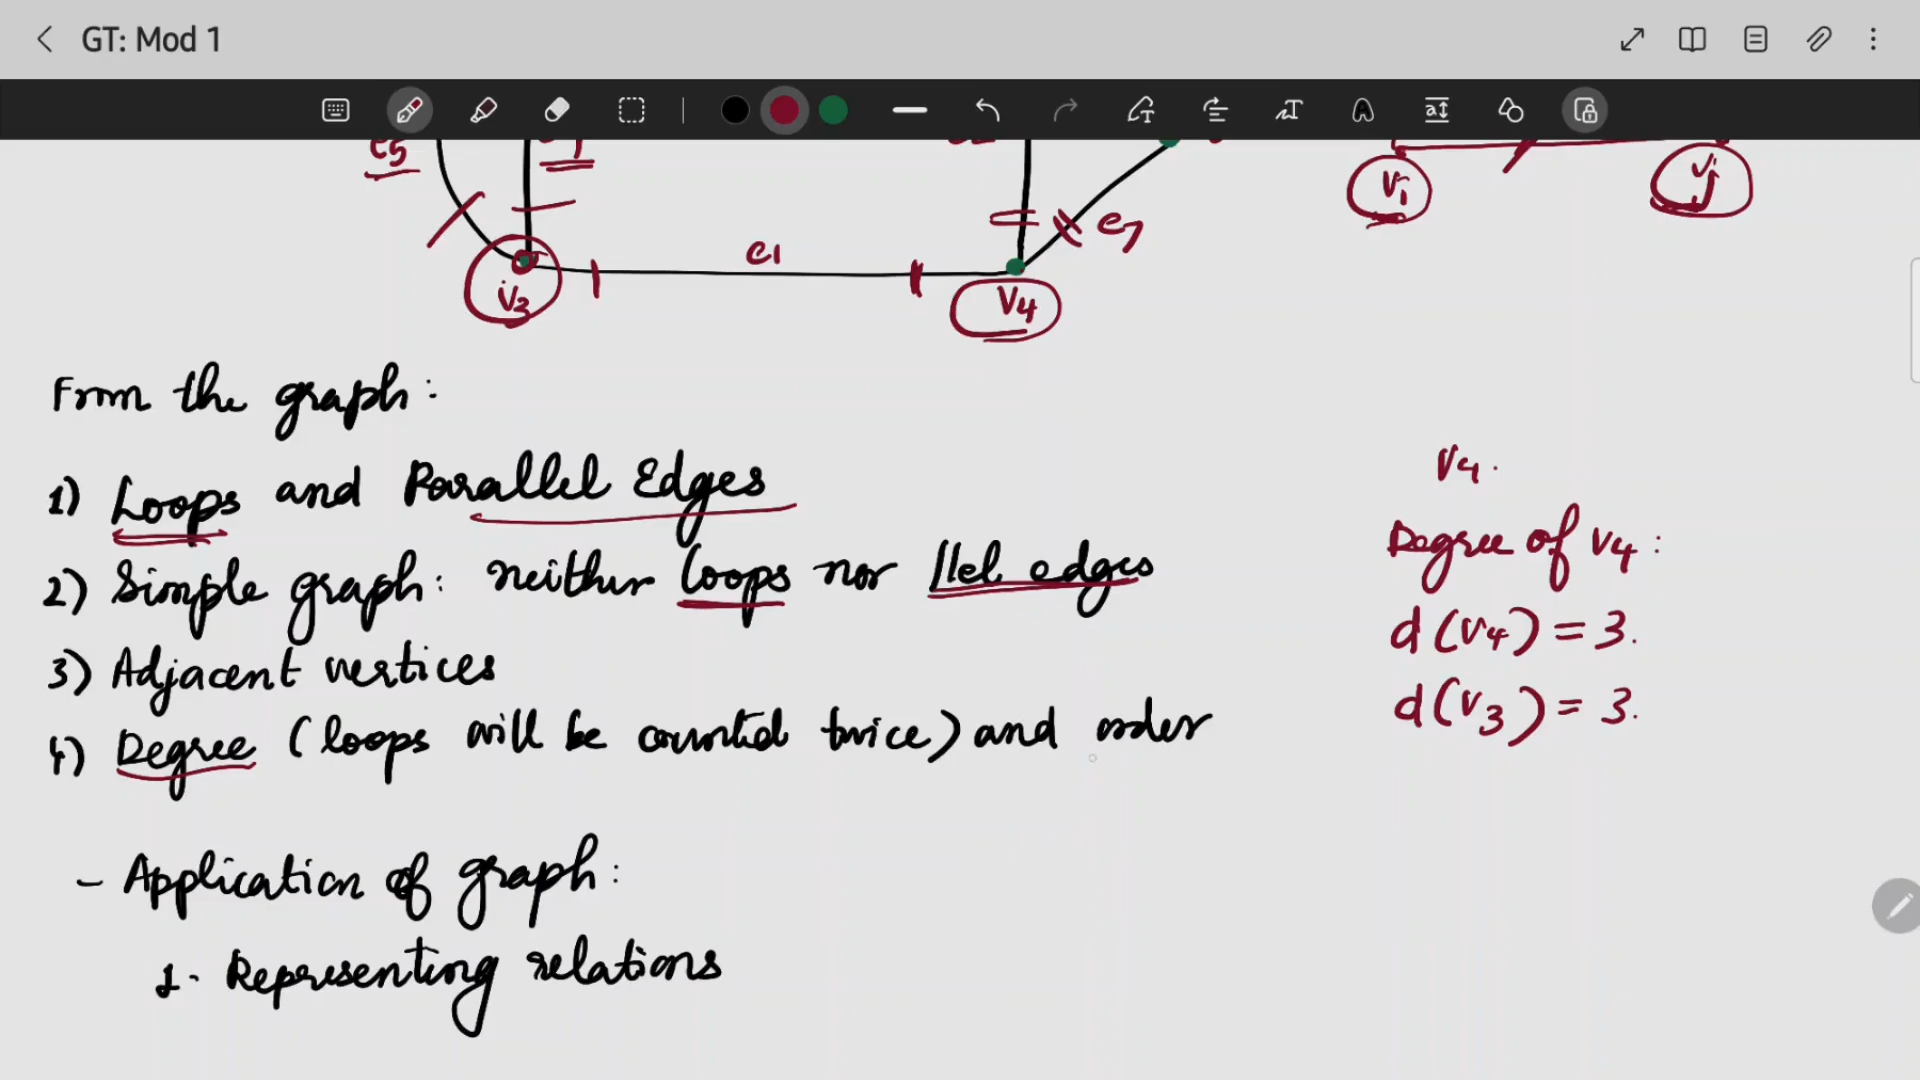 GT: Mod 1
e5
e7
V1
Vj
e1
V3
V4
From the graph:
1) Loops and Parallel Edges
2) Simple graph: neither loops nor llel edges
3) Adjacent vertices
4) Degree (loops will be counted twice) and order
V4.
Degree of V4:
d(V4) = 3.
d(V3) = 3.
- Application of graph:
1. Representing relations